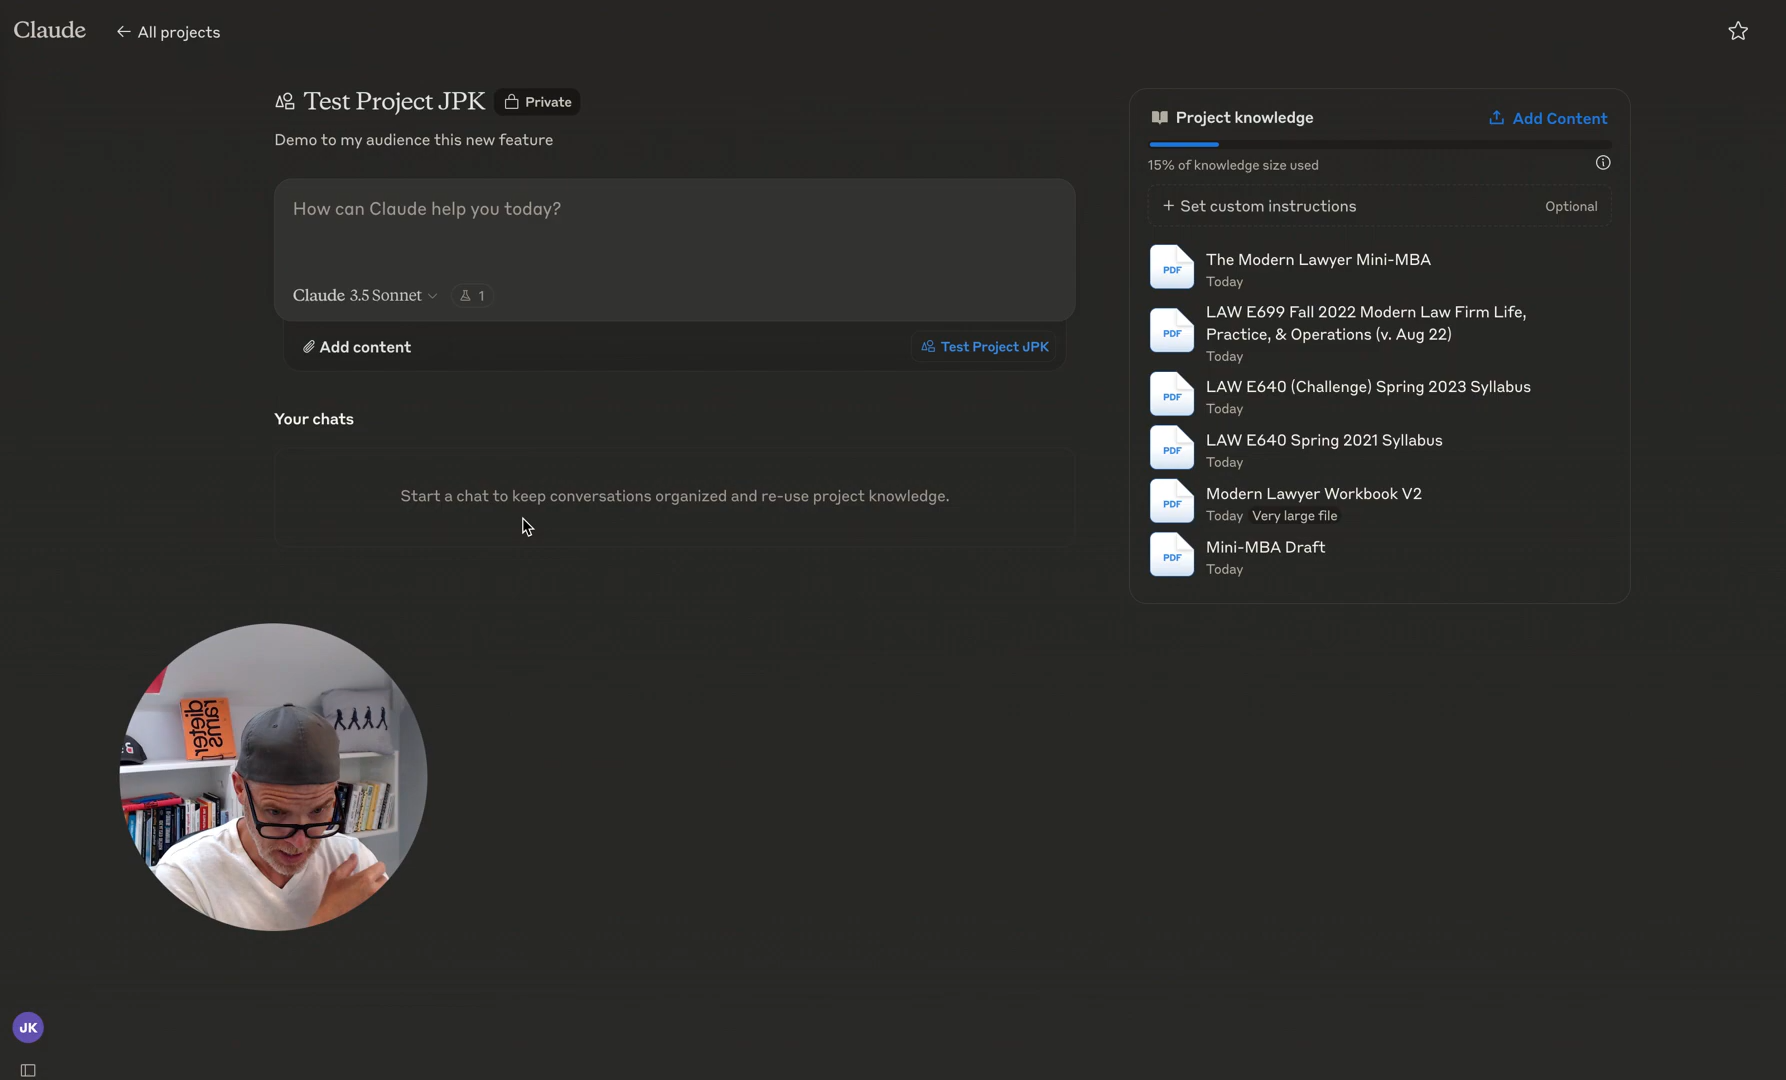 Claude
All projects
Test Project JPK
Private
Demo to my audience this new feature
How can Claude help you today?
Claude 3.5 Sonnet
1
Add content
Test Project JPK
Your chats
Start a chat to keep conversations organized and re-use project knowledge.
Project knowledge
Add Content
15% of knowledge size used
+ Set custom instructions
Optional
PDF
The Modern Lawyer Mini-MBA
Today
PDF
LAW E699 Fall 2022 Modern Law Firm Life,
Practice, & Operations (v. Aug 22)
Today
PDF
LAW E640 (Challenge) Spring 2023 Syllabus
Today
PDF
LAW E640 Spring 2021 Syllabus
Today
PDF
Modern Lawyer Workbook V2
Today Very large file
PDF
Mini-MBA Draft
Today
dieter
rams
JK